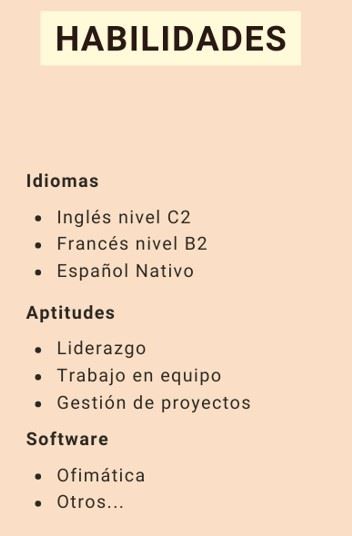 HABILIDADES
Idiomas
• Inglés nivel C2
• Francés nivel B2
• Español Nativo
Aptitudes
• Liderazgo
• Trabajo en equipo
• Gestión de proyectos
Software
• Ofimática
• Otros...